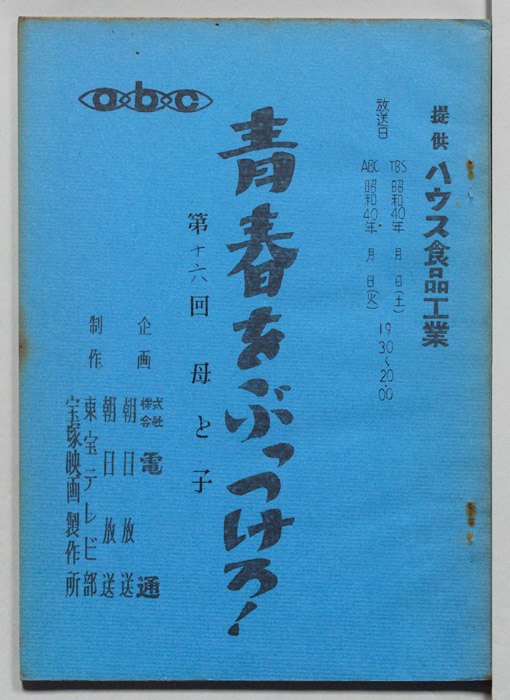 提供 ハウス食品工業
放送日
TBS 昭和40年 月 日(土) 19.30~20.00
ABC 昭和40年 月 日(火)
abc
青春をぶっつけろ!
第十六回 母と子
企画 株式会社 電通
朝日放送
制作 朝日放送
東宝テレビ部
宝塚映画製作所